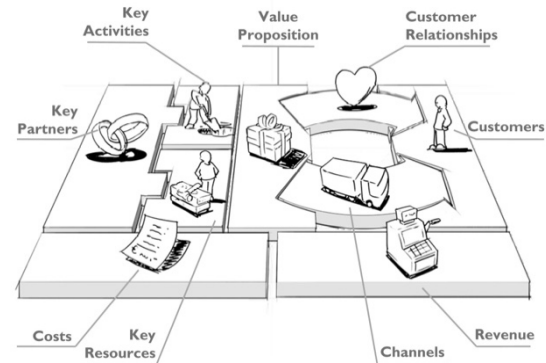 Key
Activities
Value
Proposition
Customer
Relationships
Key
Partners
Customers
Costs
Key
Resources
Channels
Revenue